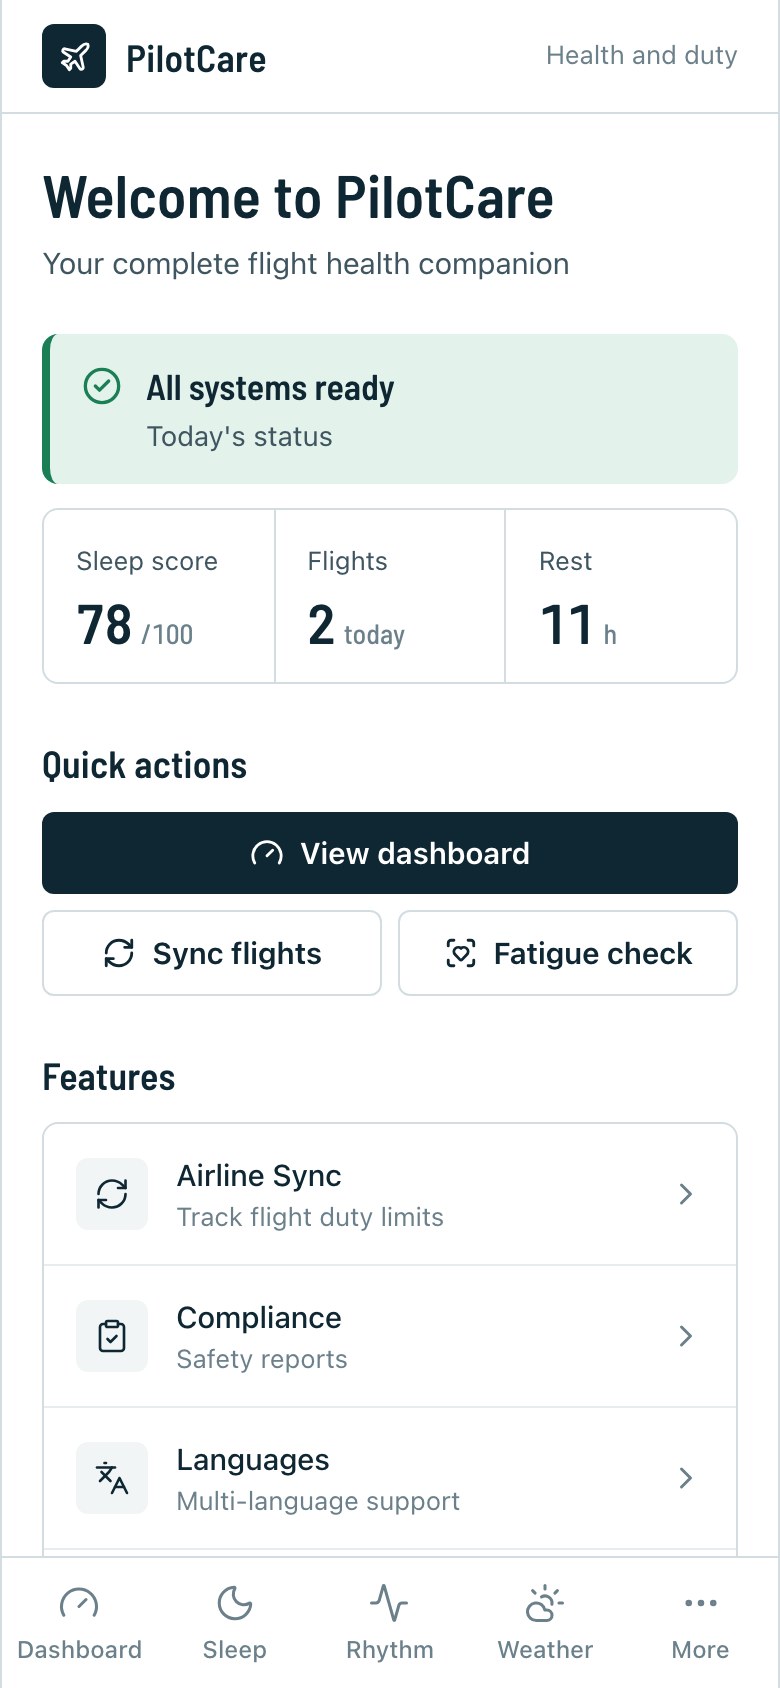 PilotCare
Health and duty
Welcome to PilotCare
Your complete flight health companion
All systems ready
Today's status
Sleep score
78 /100
Flights
2 today
Rest
11 h
Quick actions
View dashboard
Sync flights
Fatigue check
Features
Airline Sync
Track flight duty limits
Compliance
Safety reports
Languages
Multi-language support
Dashboard
Sleep
Rhythm
Weather
More